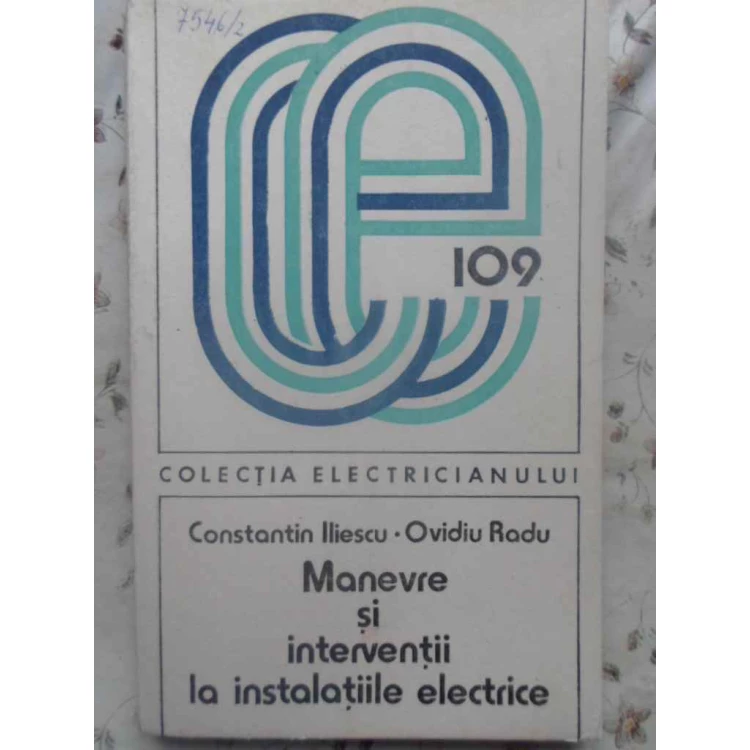 7546/2
109
COLECȚIA ELECTRICIANULUI
Constantin Iliescu · Ovidiu Radu
Manevre
și
intervenții
la instalațiile electrice